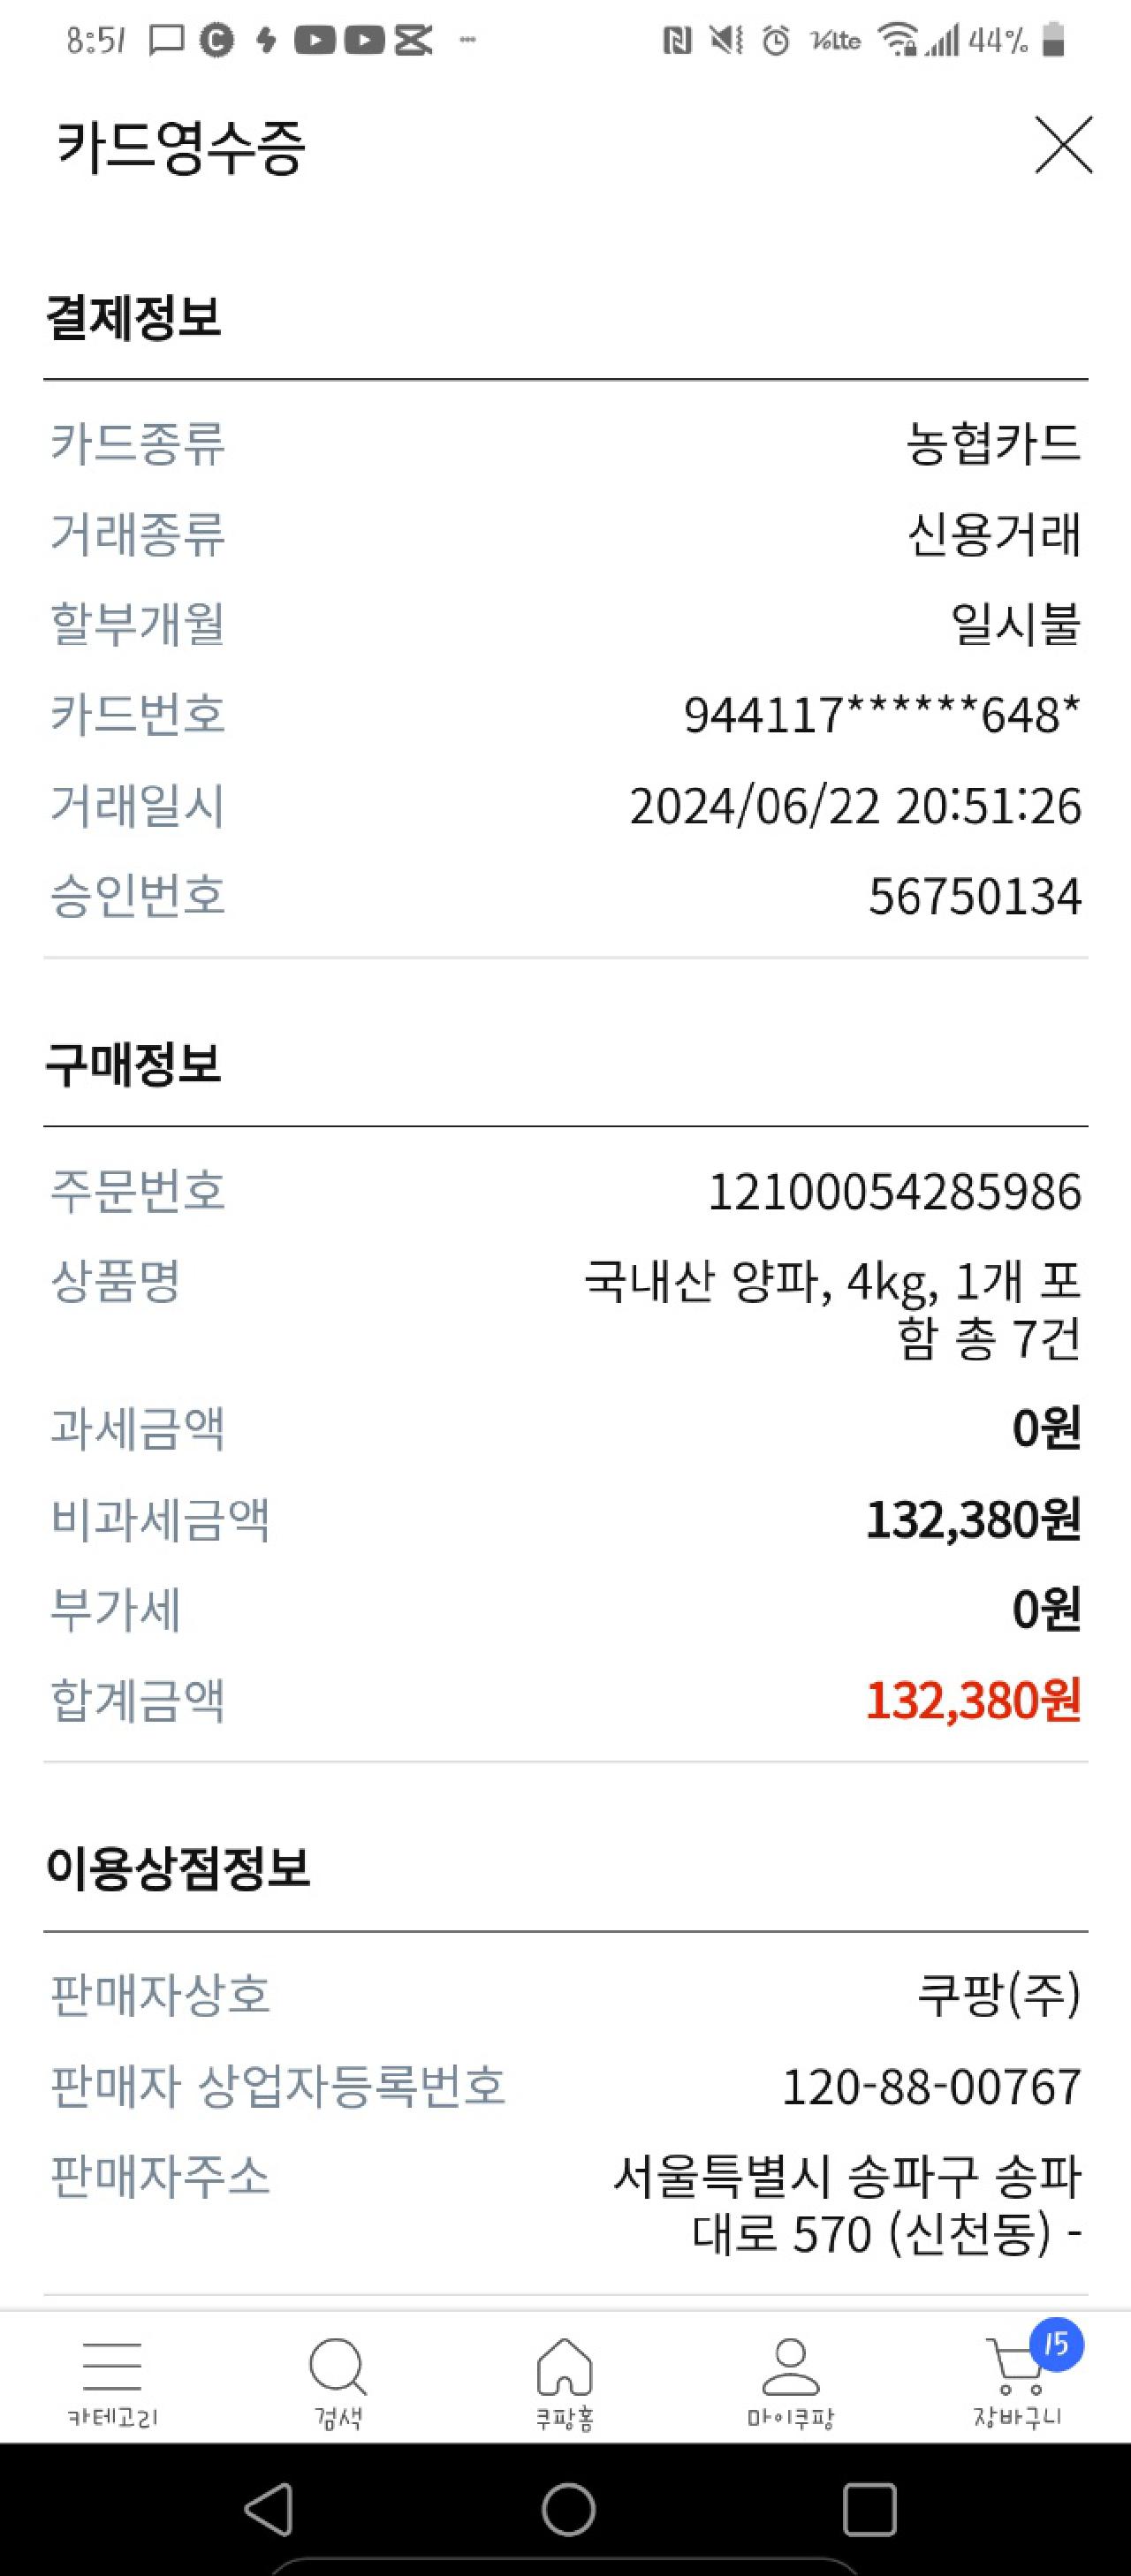 8:51
Volte
44%
카드영수증
결제정보
카드종류 농협카드
거래종류 신용거래
할부개월 일시불
카드번호 944117******648*
거래일시 2024/06/22 20:51:26
승인번호 56750134
구매정보
주문번호 12100054285986
상품명 국내산 양파, 4kg, 1개 포
함 총 7건
과세금액 0원
비과세금액 132,380원
부가세 0원
합계금액 132,380원
이용상점정보
판매자상호 쿠팡(주)
판매자 상업자등록번호 120-88-00767
판매자주소 서울특별시 송파구 송파
대로 570 (신천동) -
15
카테고리 검색 쿠팡홈 마이쿠팡 장바구니